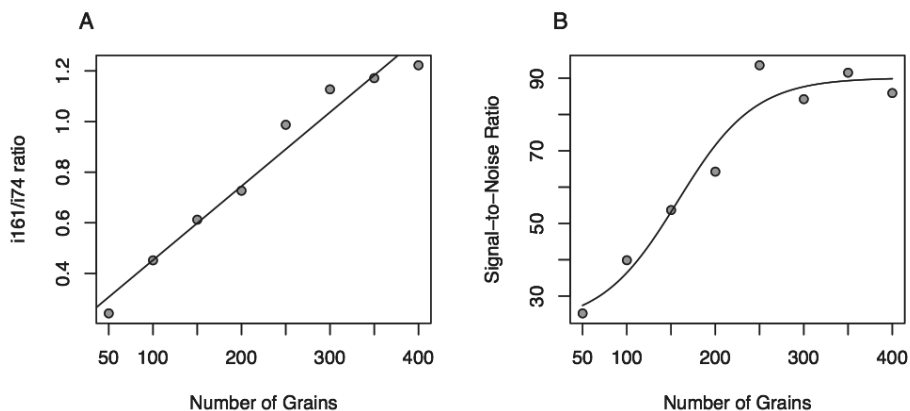 A
i161/i74 ratio
1.2
1.0
0.8
0.6
0.4
50 100 200 300 400
Number of Grains
B
Signal−to−Noise Ratio
90
70
50
30
50 100 200 300 400
Number of Grains